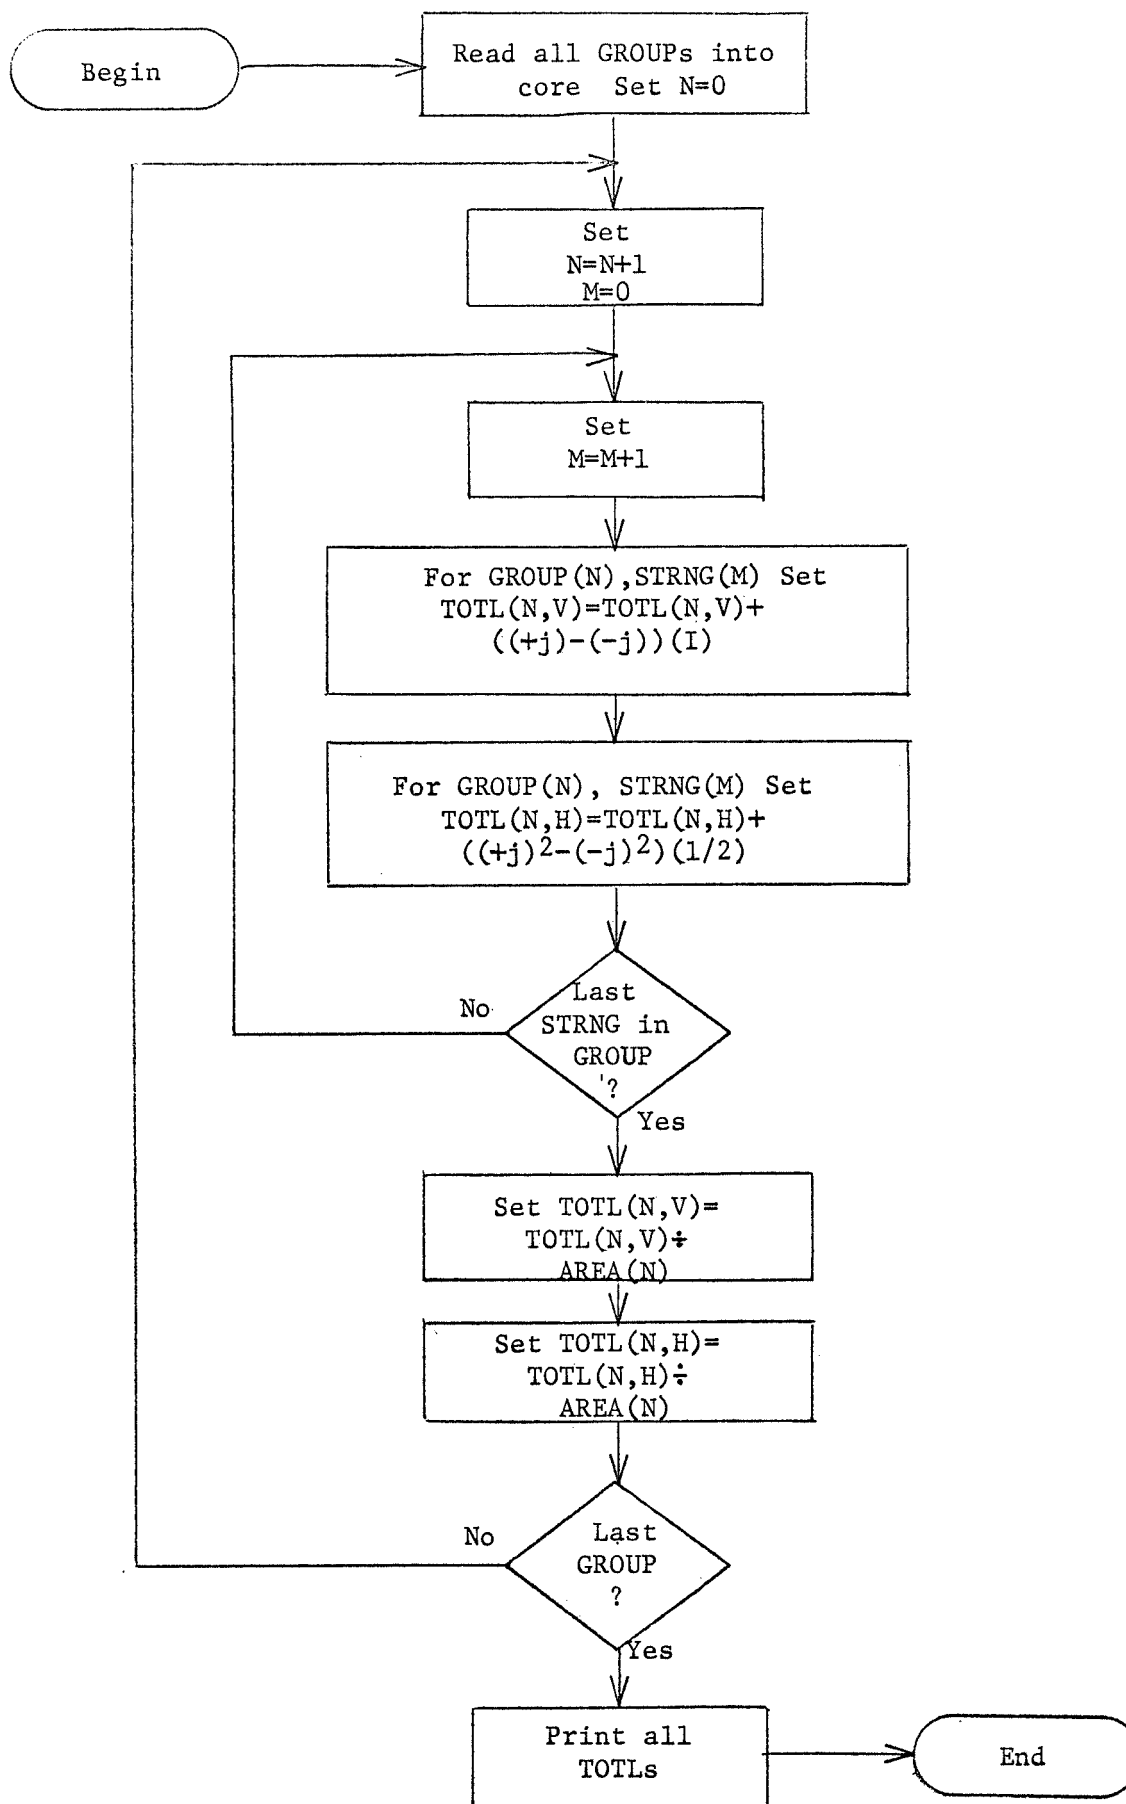 Begin
Read all GROUPs into
core Set N=0
Set
N=N+1
M=0
Set
M=M+1
For GROUP(N),STRNG(M) Set
TOTL(N,V)=TOTL(N,V)+
((+j)-(-j))(I)
For GROUP(N), STRNG(M) Set
TOTL(N,H)=TOTL(N,H)+
((+j)²-(-j)²)(1/2)
No
Last
STRNG in
GROUP
?
Yes
Set TOTL(N,V)=
TOTL(N,V)÷
AREA(N)
Set TOTL(N,H)=
TOTL(N,H)÷
AREA(N)
No
Last
GROUP
?
Yes
Print all
TOTLs
End